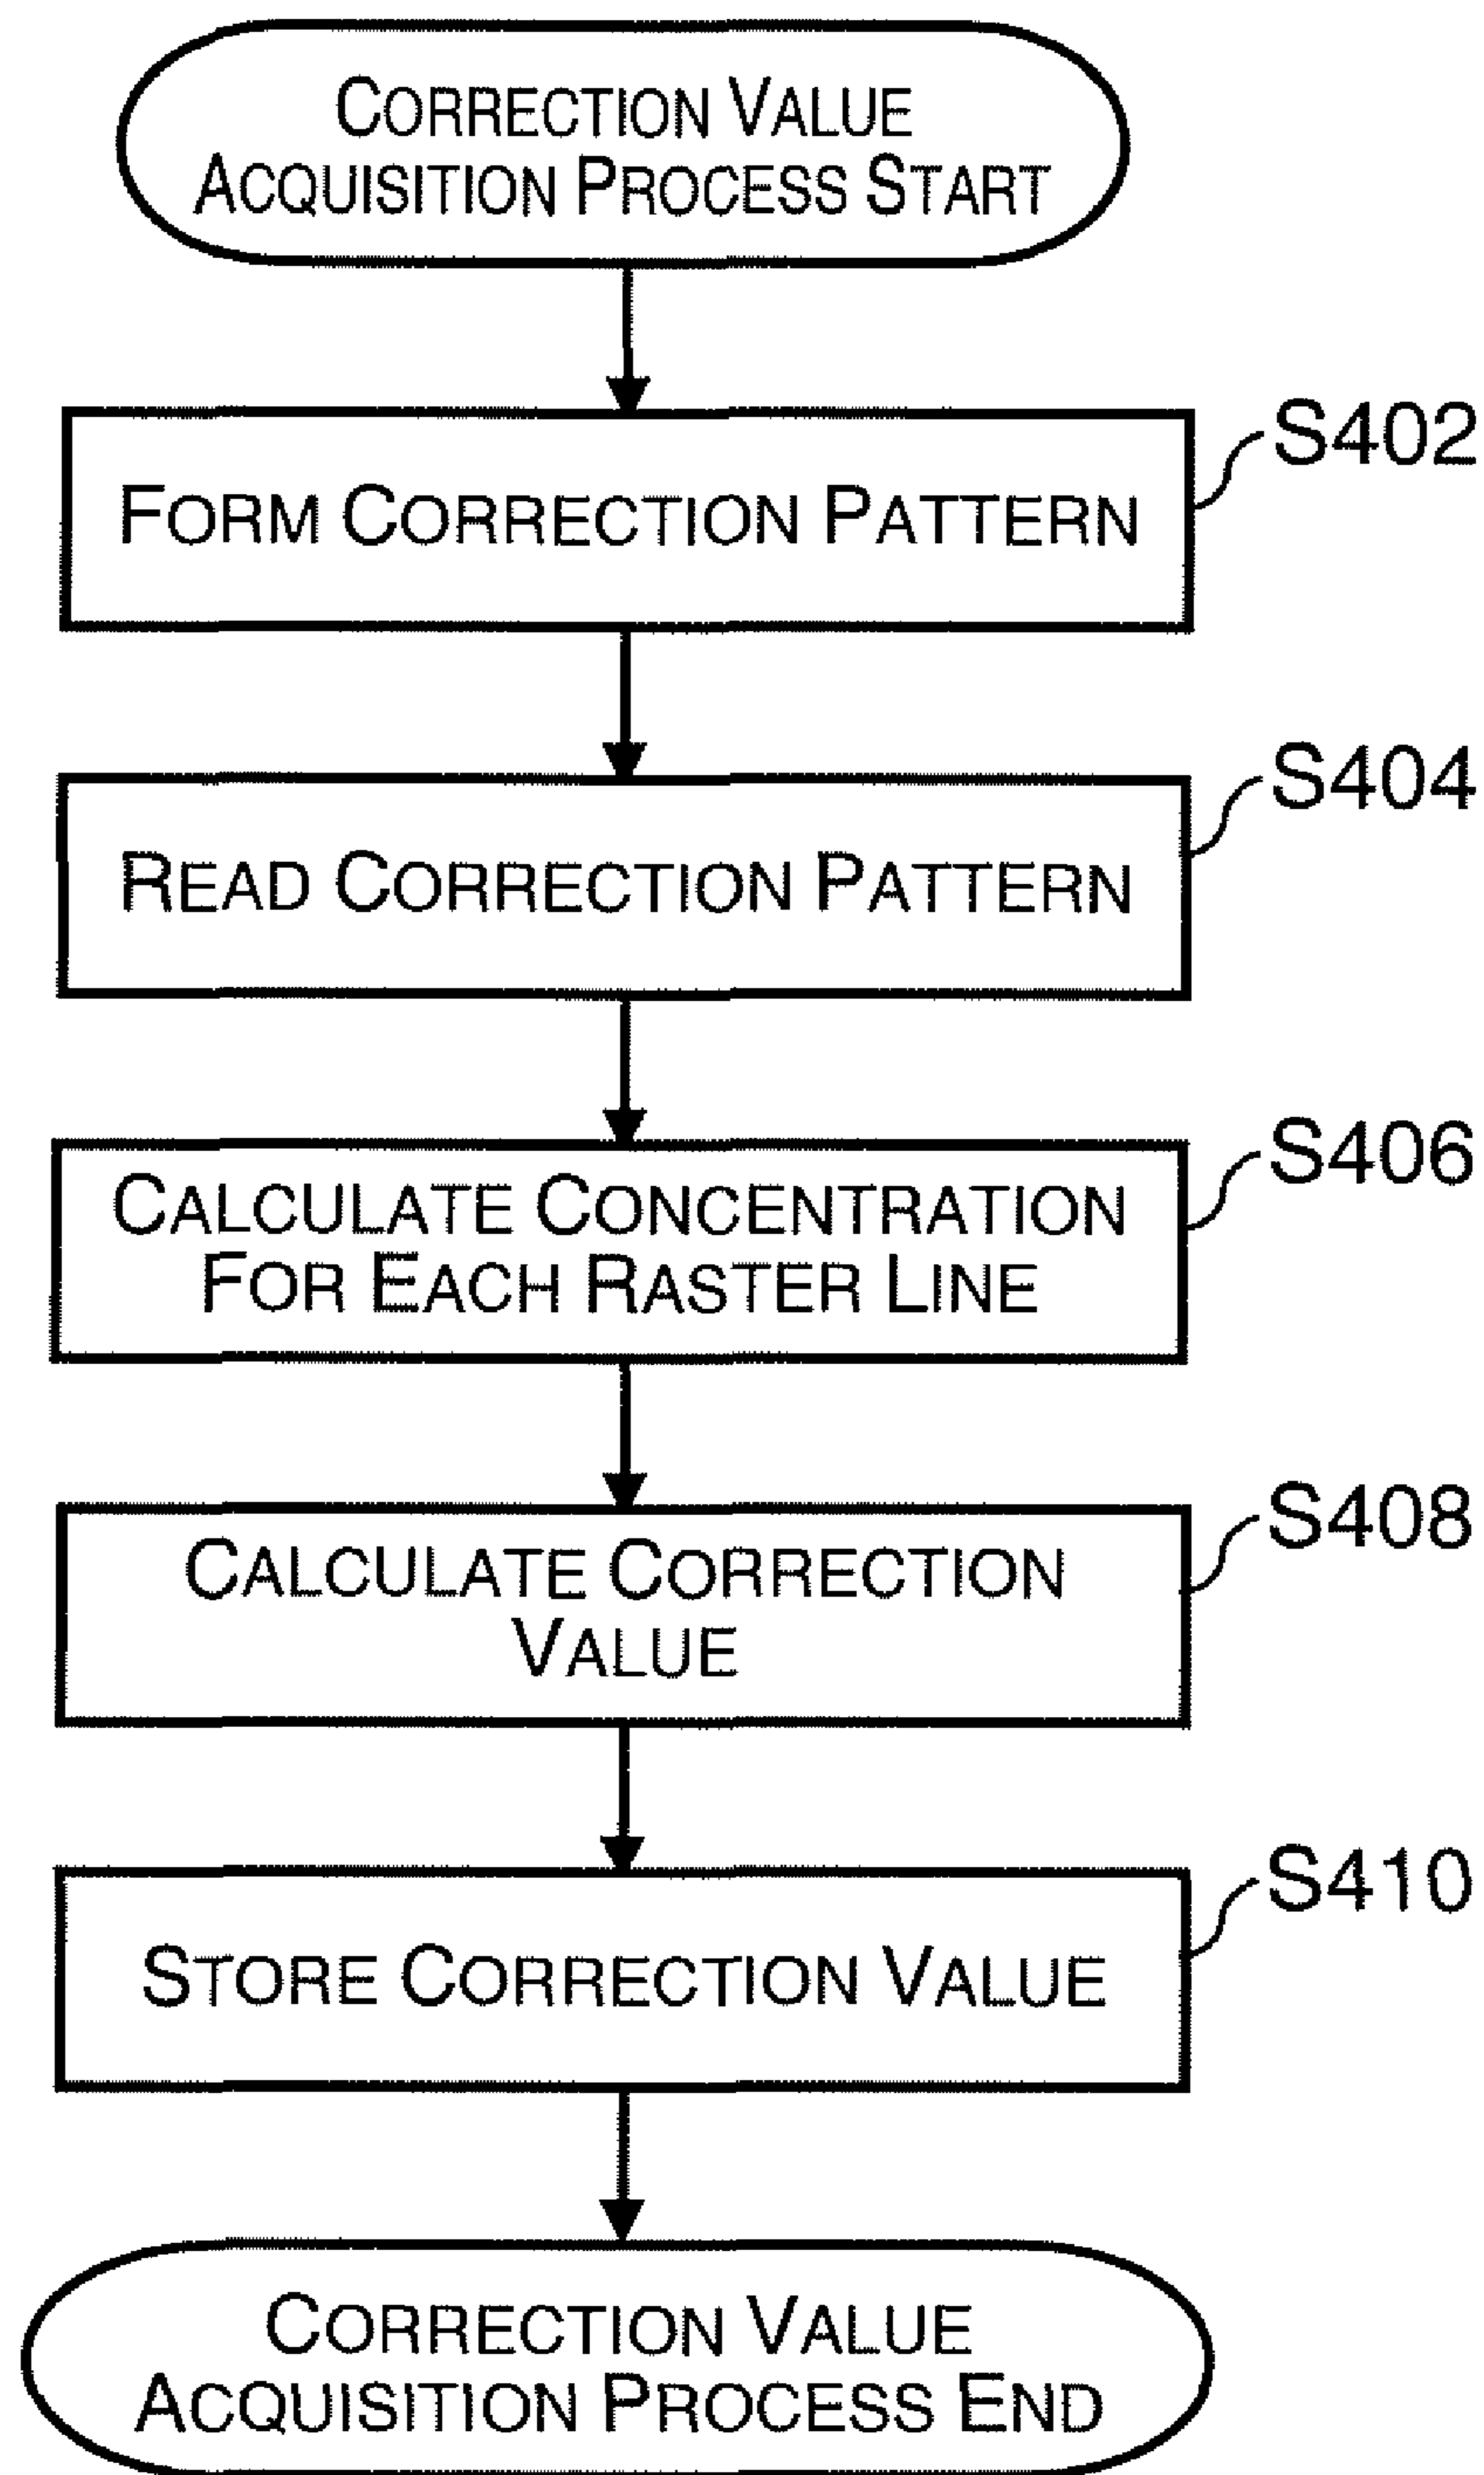 CORRECTION VALUE
ACQUISITION PROCESS START
S402
FORM CORRECTION PATTERN
S404
READ CORRECTION PATTERN
S406
CALCULATE CONCENTRATION
FOR EACH RASTER LINE
S408
CALCULATE CORRECTION
VALUE
S410
STORE CORRECTION VALUE
CORRECTION VALUE
ACQUISITION PROCESS END